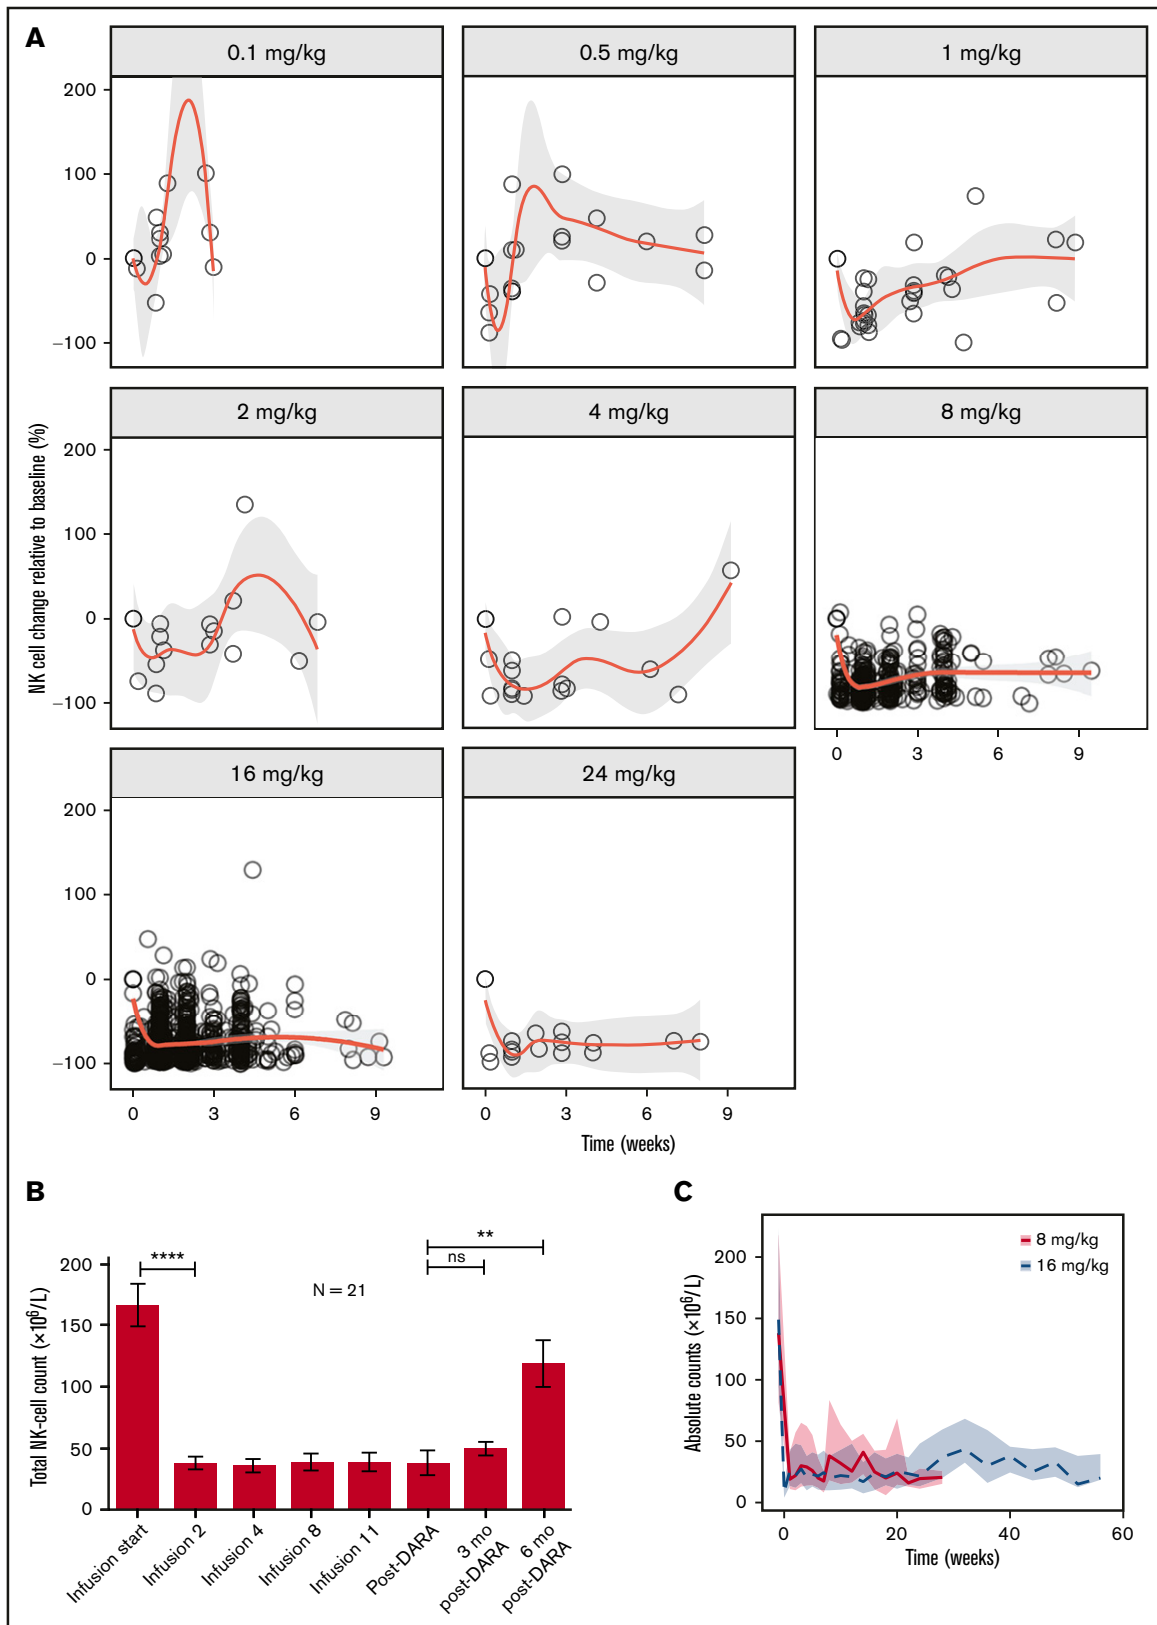 A
0.1 mg/kg
0.5 mg/kg
1 mg/kg
200
100
0
−100
2 mg/kg
4 mg/kg
8 mg/kg
NK cell change relative to baseline (%)
200
100
0
−100
0 3 6 9
16 mg/kg
24 mg/kg
200
100
0
−100
0 3 6 9
0 3 6 9
Time (weeks)
B
Total NK-cell count (×10⁶/L)
200
150
100
50
0
****
N = 21
**
ns
Infusion start
Infusion 2
Infusion 4
Infusion 8
Infusion 11
Post-DARA
3 mo
post-DARA
6 mo
post-DARA
C
Absolute counts (×10⁶/L)
200
150
100
50
0
8 mg/kg
16 mg/kg
0 20 40 60
Time (weeks)